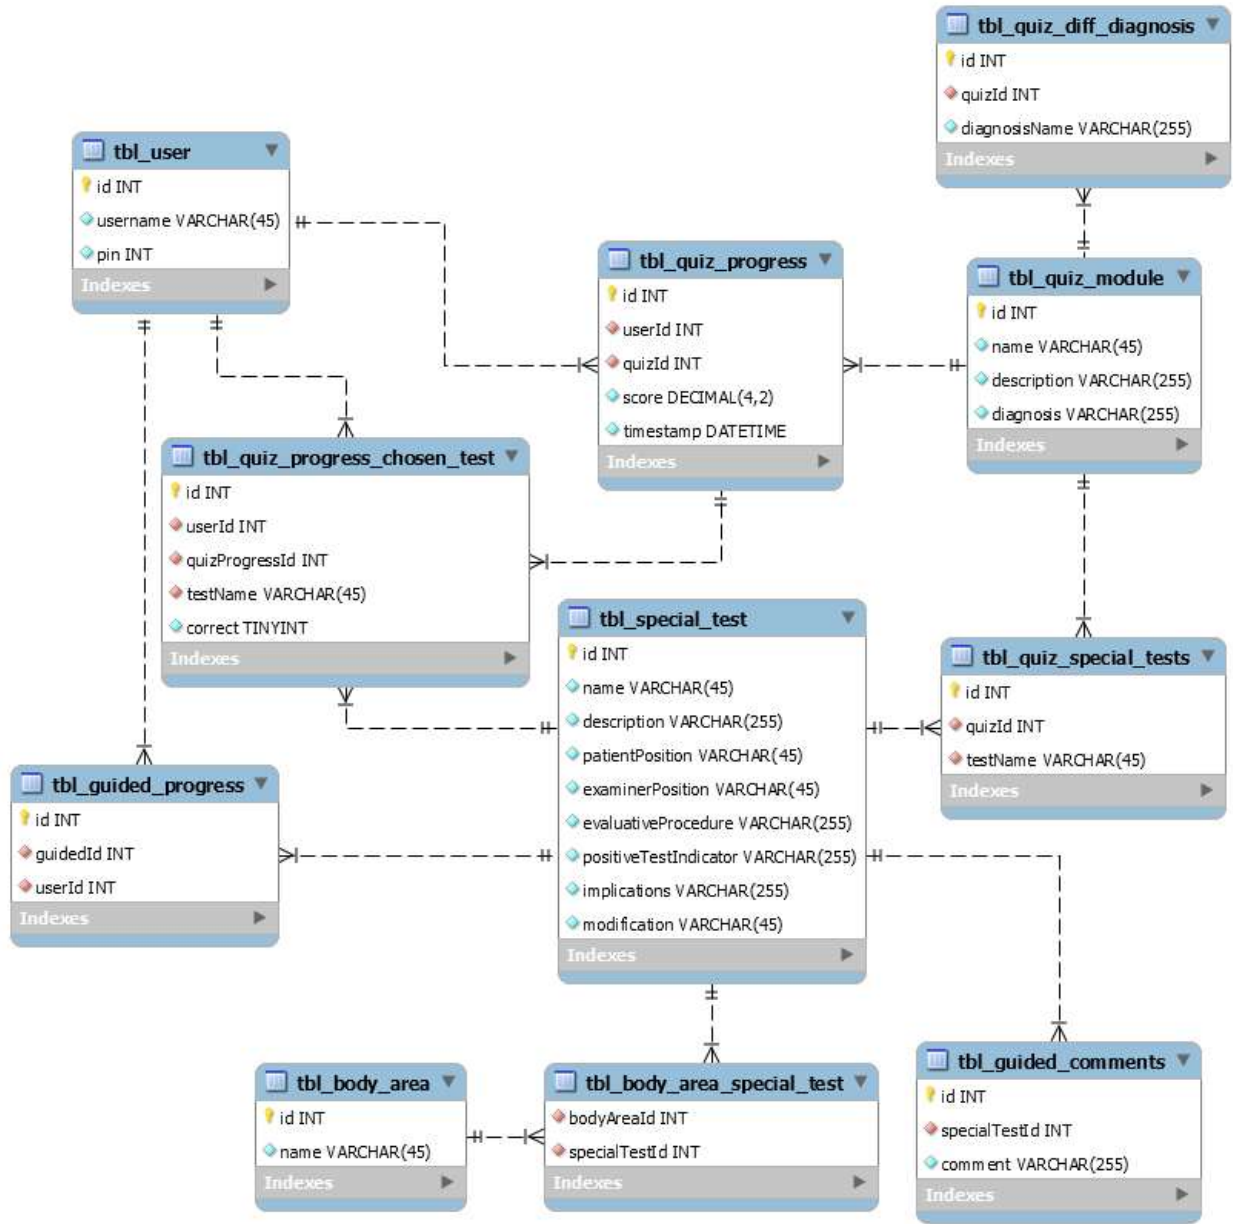 tbl_quiz_diff_diagnosis
id INT
quizId INT
diagnosisName VARCHAR(255)
Indexes
tbl_user
id INT
username VARCHAR(45)
pin INT
Indexes
tbl_quiz_progress
id INT
userId INT
quizId INT
score DECIMAL(4,2)
timestamp DATETIME
Indexes
tbl_quiz_module
id INT
name VARCHAR(45)
description VARCHAR(255)
diagnosis VARCHAR(255)
Indexes
tbl_quiz_progress_chosen_test
id INT
userId INT
quizProgressId INT
testName VARCHAR(45)
correct TINYINT
Indexes
tbl_special_test
id INT
name VARCHAR(45)
description VARCHAR(255)
patientPosition VARCHAR(45)
examinerPosition VARCHAR(45)
evaluativeProcedure VARCHAR(255)
positiveTestIndicator VARCHAR(255)
implications VARCHAR(255)
modification VARCHAR(45)
Indexes
tbl_quiz_special_tests
id INT
quizId INT
testName VARCHAR(45)
Indexes
tbl_guided_progress
id INT
guidedId INT
userId INT
Indexes
tbl_body_area
id INT
name VARCHAR(45)
Indexes
tbl_body_area_special_test
bodyAreaId INT
specialTestId INT
Indexes
tbl_guided_comments
id INT
specialTestId INT
comment VARCHAR(255)
Indexes